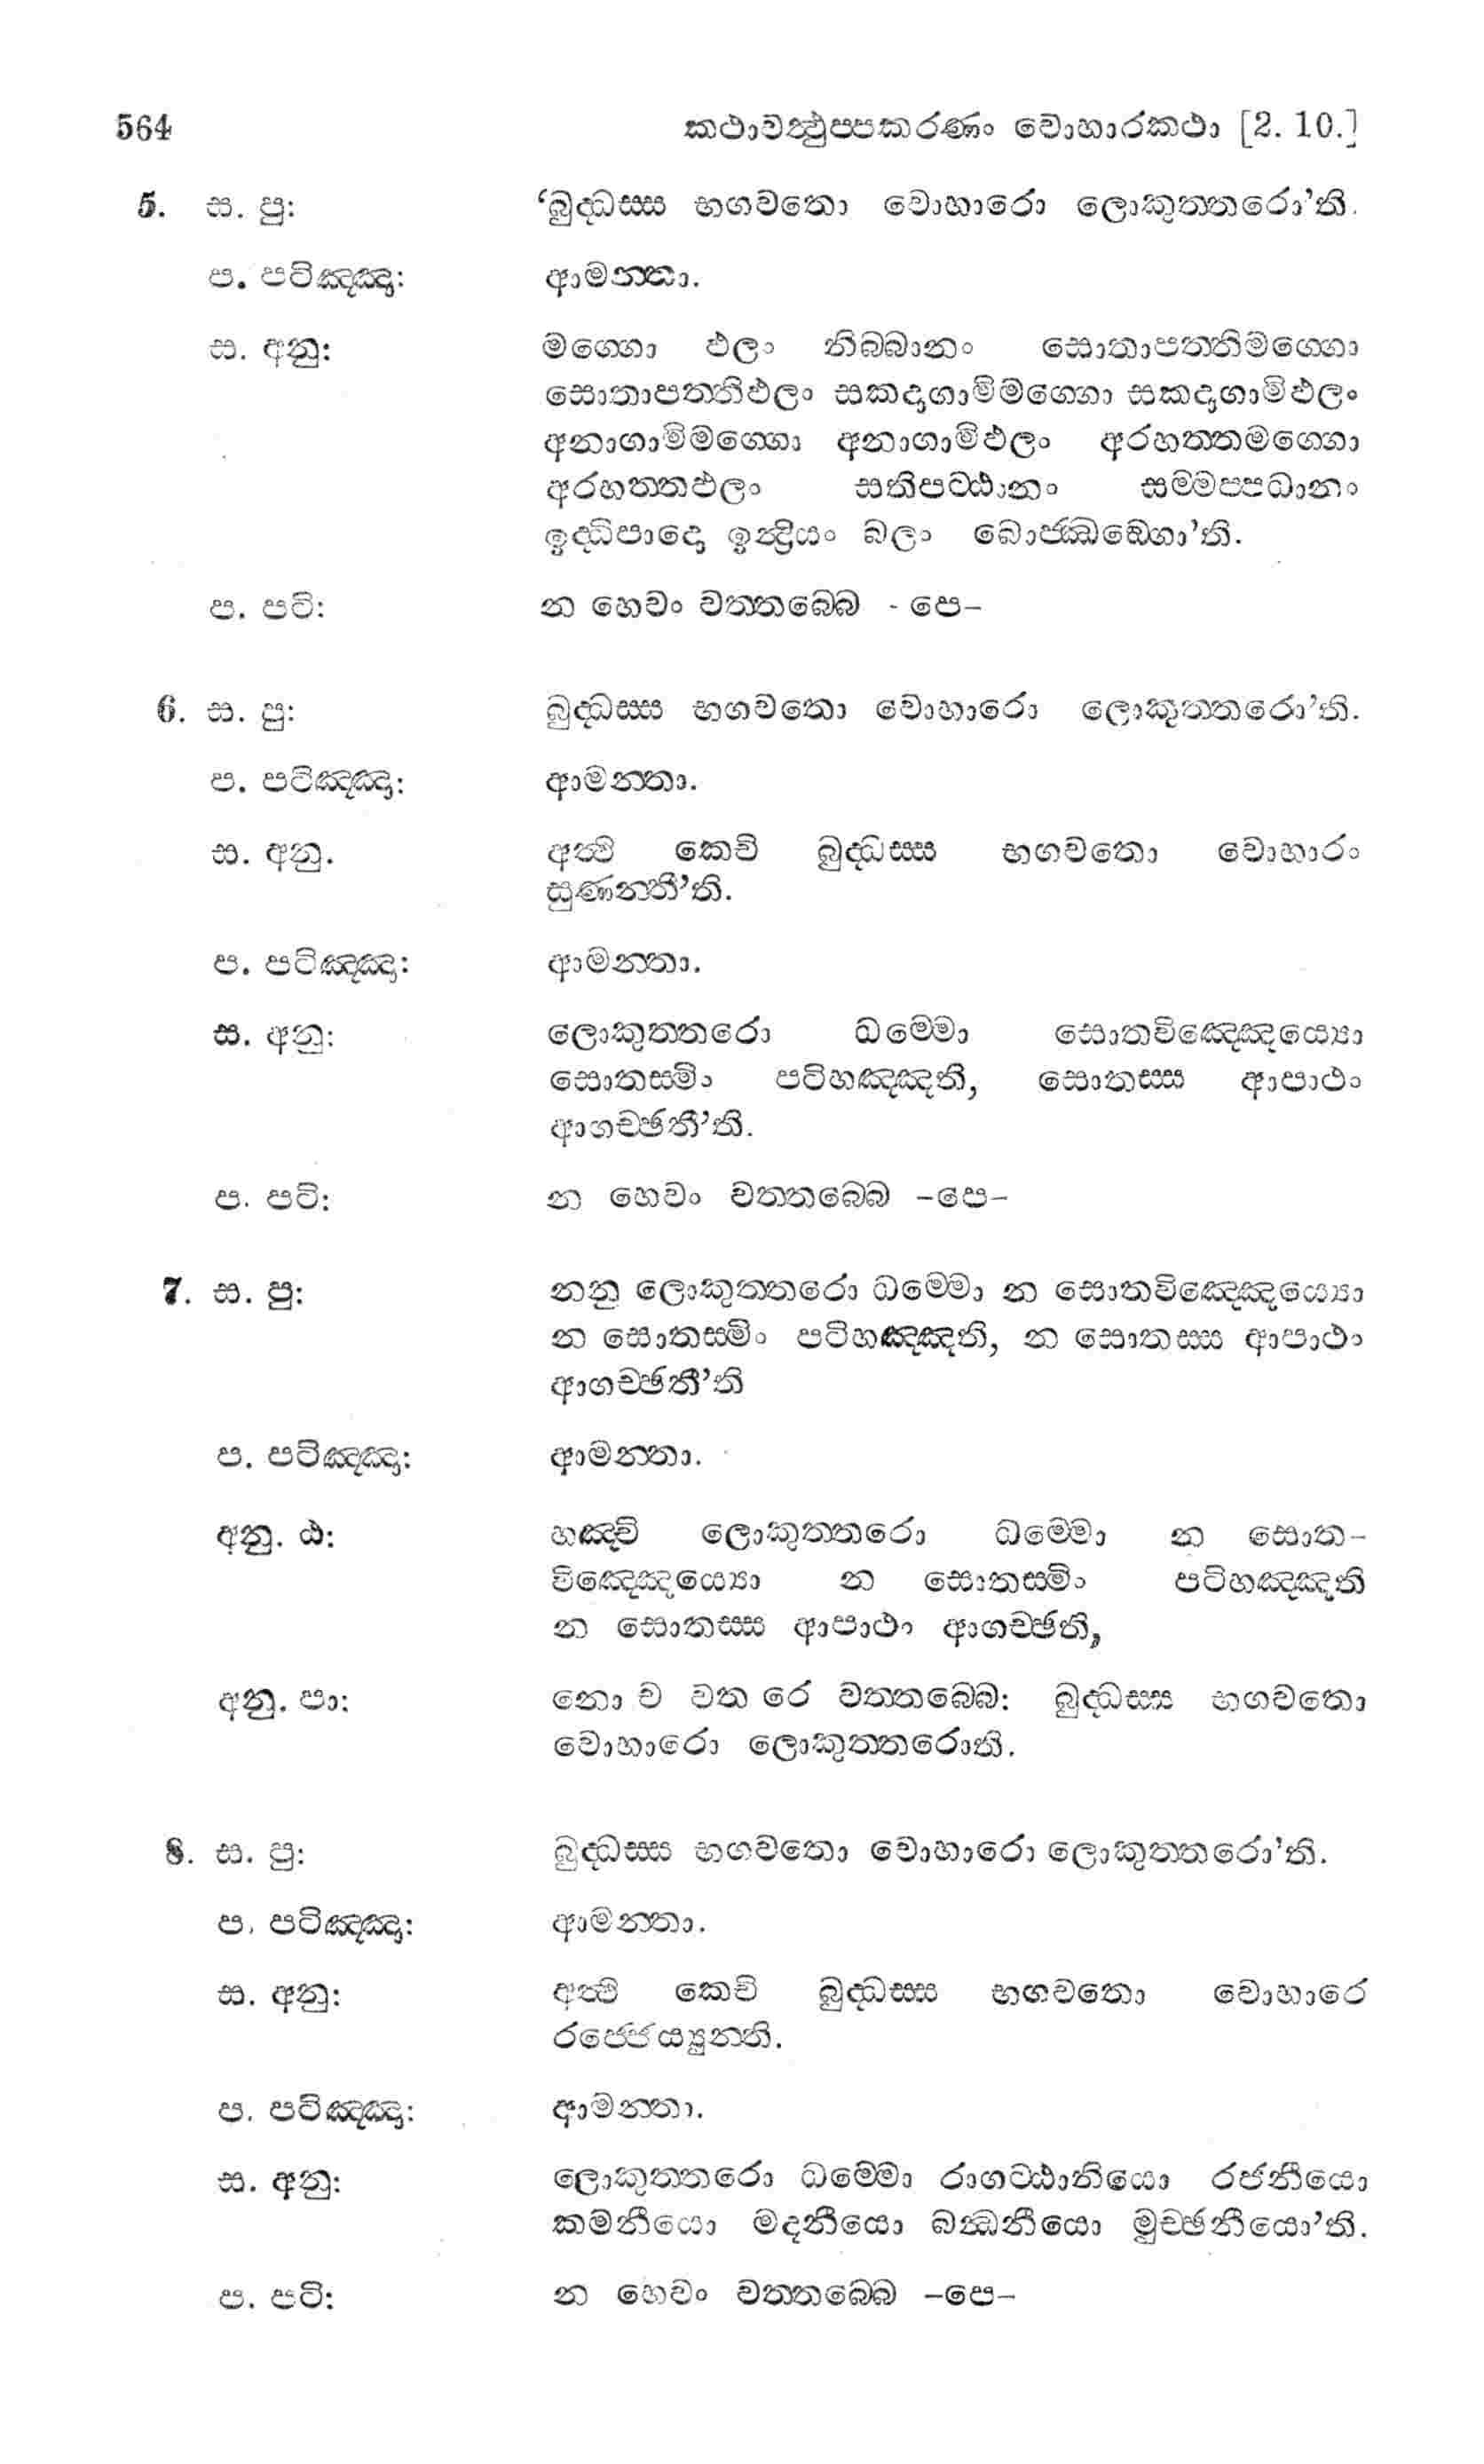 564 කථාවත්‍ථුප‍්පකරණං වොහාරකථා [2. 10.]
5. ස. පු: ‘බුද‍්ධස‍්ස භගවතො වොහාරො ලොකුත‍්තරො’ති.
ප. පටිඤ‍්ඤා: ආමන‍්තා.
ස. අනු: මග‍්ගො ඵලං නිබ‍්බානං සොතාපත‍්තිමග‍්ගො
සොතාපත‍්තිඵලං සකදාගාමිමග‍්ගො සකදාගාමිඵලං
අනාගාමිමග‍්ගො අනාගාමිඵලං අරහත‍්තමග‍්ගො
අරහත‍්තඵලං සතිපට‍්ඨානං සම‍්මප‍්පධානං
ඉද‍්ධිපාදො ඉන්‍ද්‍රියං බලං බොජ‍්ඣඞ‍්ගො’ති.
ප. පටි: න හෙවං වත‍්තබ‍්බෙ - පෙ–
6. ස. පු: බුද‍්ධස‍්ස භගවතො වොහාරො ලොකුත‍්තරො’ති.
ප. පටිඤ‍්ඤා: ආමන‍්තා.
ස. අනු. අත්‍ථි කෙචි බුද‍්ධස‍්ස භගවතො වොහාරං
සුණන‍්තී’ති.
ප. පටිඤ‍්ඤා: ආමන‍්තා.
ස. අනු: ලොකුත‍්තරො ධම‍්මො සොතවිඤ‍්ඤෙය්‍යො
සොතස‍්මිං පටිහඤ‍්ඤති, සොතස‍්ස ආපාථං
ආගච‍්ඡතී’ති.
ප. පටි: න හෙවං වත‍්තබ‍්බෙ –පෙ–
7. ස. පු: නනු ලොකුත‍්තරො ධම‍්මො න සොතවිඤ‍්ඤෙය්‍යො
න සොතස‍්මිං පටිහඤ‍්ඤති, න සොතස‍්ස ආපාථං
ආගච‍්ඡතී’ති
ප. පටිඤ‍්ඤා: ආමන‍්තා.
අනු. ඨ: හඤ‍්චි ලොකුත‍්තරො ධම‍්මො න සොත–
විඤ‍්ඤෙය්‍යො න සොතස‍්මිං පටිහඤ‍්ඤති
න සොතස‍්ස ආපාථං ආගච‍්ඡති,
අනු. පා: නො ච වත රෙ වත‍්තබ‍්බෙ: බුද‍්ධස‍්ස භගවතො
වොහාරො ලොකුත‍්තරොති.
8. ස. පු: බුද‍්ධස‍්ස භගවතො වොහාරො ලොකුත‍්තරො’ති.
ප. පටිඤ‍්ඤා: ආමන‍්තා.
ස. අනු: අත්‍ථි කෙචි බුද‍්ධස‍්ස භගවතො වොහාරෙ
රජ‍්ජෙය්‍යුන‍්ති.
ප. පටිඤ‍්ඤා: ආමන‍්තා.
ස. අනු: ලොකුත‍්තරො ධම‍්මො රාගට‍්ඨානියො රජනීයො
කමනීයො මදනීයො බන්‍ධනීයො මුච‍්ඡනීයො’ති.
ප. පටි: න හෙවං වත‍්තබ‍්බෙ –පෙ–